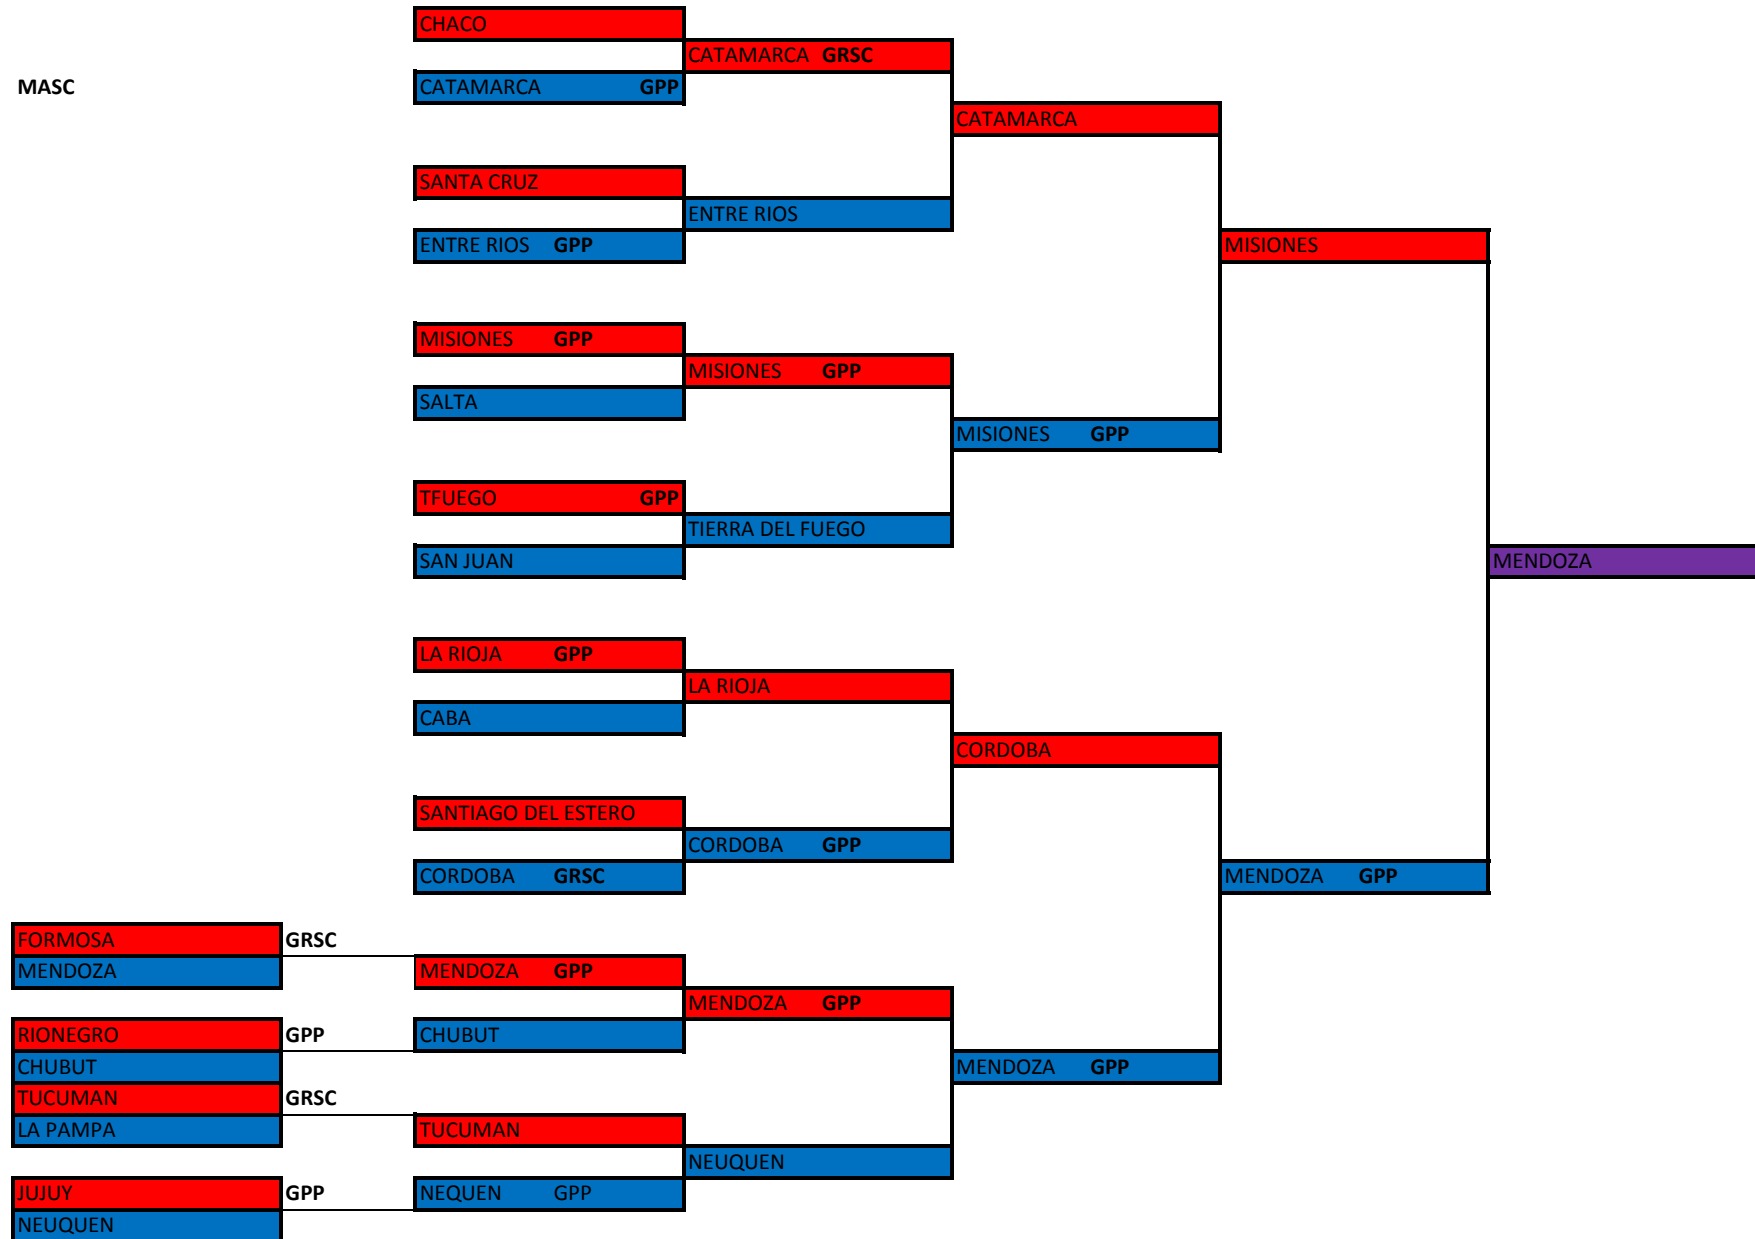 CHACO
CATAMARCA GRSC
MASC
CATAMARCA GPP
CATAMARCA
SANTA CRUZ
ENTRE RIOS
ENTRE RIOS GPP
MISIONES
MISIONES GPP
MISIONES GPP
SALTA
MISIONES GPP
TFUEGO GPP
TIERRA DEL FUEGO
SAN JUAN
MENDOZA
LA RIOJA GPP
LA RIOJA
CABA
CORDOBA
SANTIAGO DEL ESTERO
CORDOBA GPP
CORDOBA GRSC
MENDOZA GPP
FORMOSA GRSC
MENDOZA
MENDOZA GPP
MENDOZA GPP
RIONEGRO GPP
CHUBUT
CHUBUT
MENDOZA GPP
TUCUMAN GRSC
LA PAMPA
TUCUMAN
NEUQUEN
JUJUY GPP
NEQUEN GPP
NEUQUEN